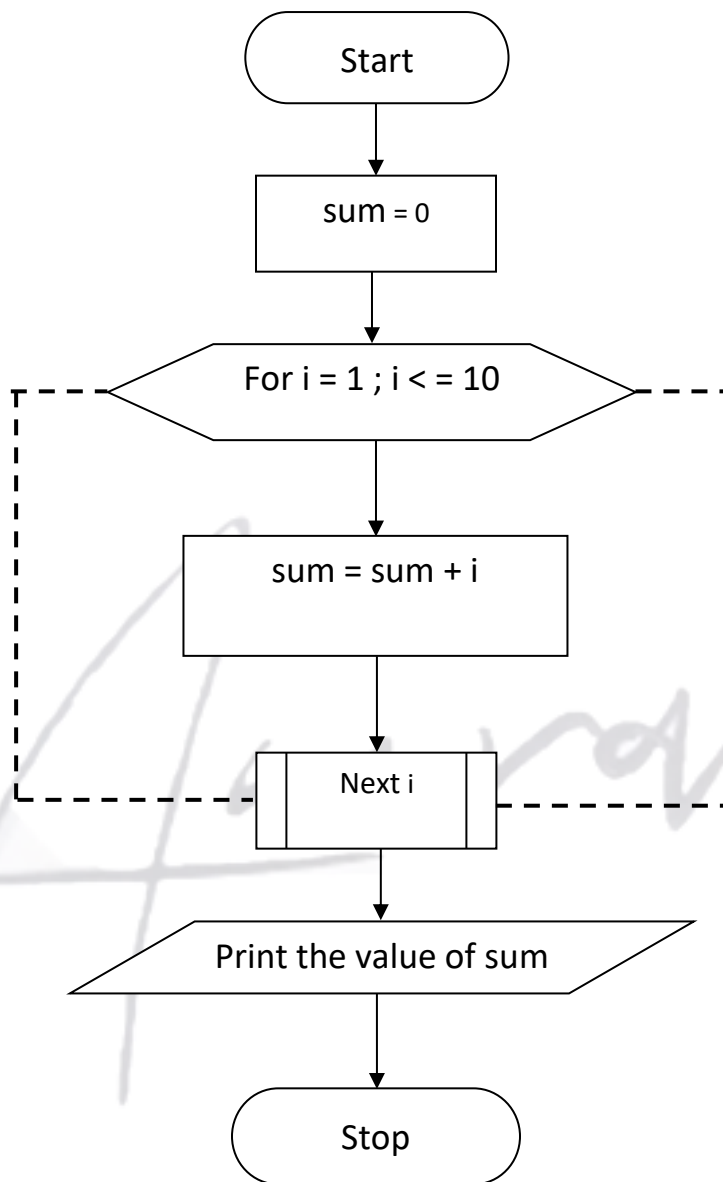 Start
sum = 0
For i = 1 ; i < = 10
sum = sum + i
Next i
Print the value of sum
Stop